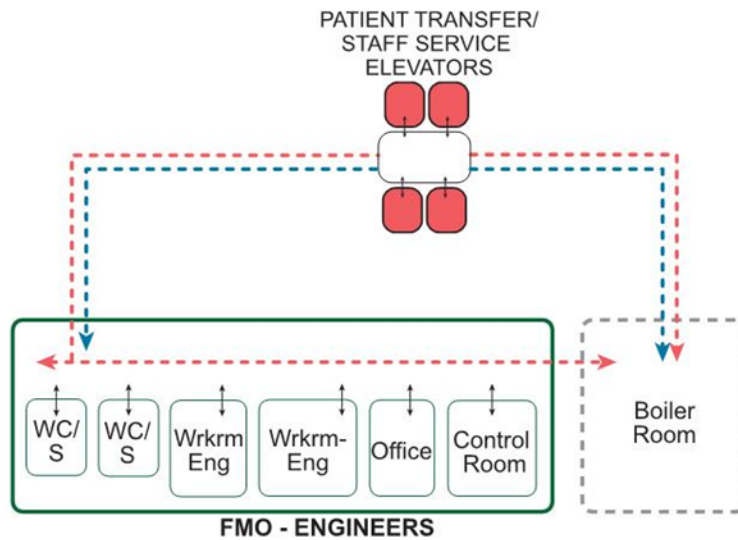 PATIENT TRANSFER/
STAFF SERVICE
ELEVATORS
WC/
S
WC/
S
Wrkrm
Eng
Wrkrm-
Eng
Office
Control
Room
Boiler
Room
FMO - ENGINEERS